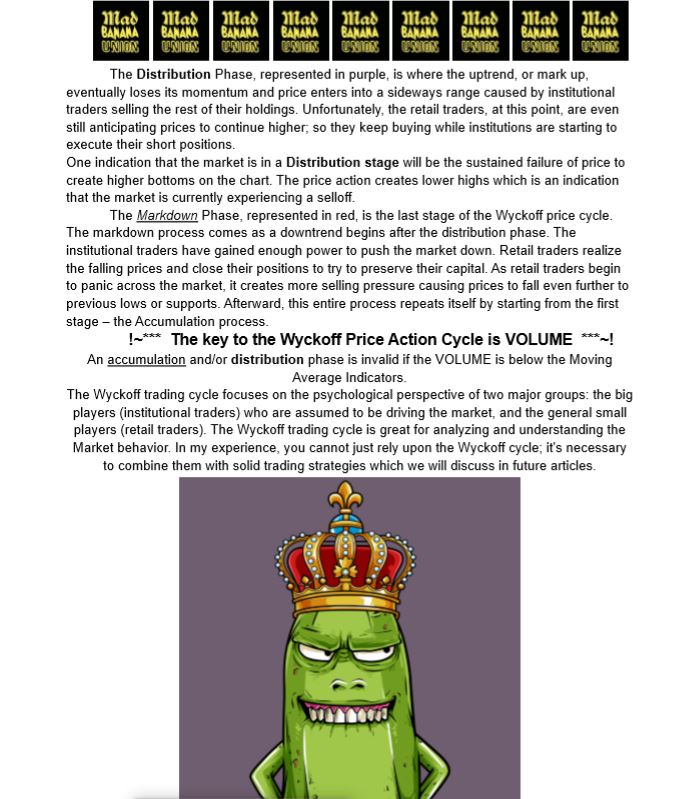 Mad Mad Mad Mad Mad Mad Mad Mad Mad
BANANA BANANA BANANA BANANA BANANA BANANA BANANA BANANA BANANA
UNION UNION UNION UNION UNION UNION UNION UNION UNION
The Distribution Phase, represented in purple, is where the uptrend, or mark up,
eventually loses its momentum and price enters into a sideways range caused by institutional
traders selling the rest of their holdings. Unfortunately, the retail traders, at this point, are even
still anticipating prices to continue higher; so they keep buying while institutions are starting to
execute their short positions.
One indication that the market is in a Distribution stage will be the sustained failure of price to
create higher bottoms on the chart. The price action creates lower highs which is an indication
that the market is currently experiencing a selloff.
The Markdown Phase, represented in red, is the last stage of the Wyckoff price cycle.
The markdown process comes as a downtrend begins after the distribution phase. The
institutional traders have gained enough power to push the market down. Retail traders realize
the falling prices and close their positions to try to preserve their capital. As retail traders begin
to panic across the market, it creates more selling pressure causing prices to fall even further to
previous lows or supports. Afterward, this entire process repeats itself by starting from the first
stage – the Accumulation process.
!~*** The key to the Wyckoff Price Action Cycle is VOLUME ***~!
An accumulation and/or distribution phase is invalid if the VOLUME is below the Moving
Average Indicators.
The Wyckoff trading cycle focuses on the psychological perspective of two major groups: the big
players (institutional traders) who are assumed to be driving the market, and the general small
players (retail traders). The Wyckoff trading cycle is great for analyzing and understanding the
Market behavior. In my experience, you cannot just rely upon the Wyckoff cycle; it's necessary
to combine them with solid trading strategies which we will discuss in future articles.